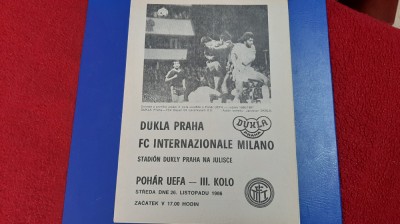 DUKLA PRAHA
DUKLA
PRAHA
FC INTERNAZIONALE MILANO
STADIÓN DUKLY PRAHA NA JULISCE
POHÁR UEFA — III. KOLO
STŘEDA DNE 26. LISTOPADU 1986
ZAČÁTEK V 17.00 HODIN